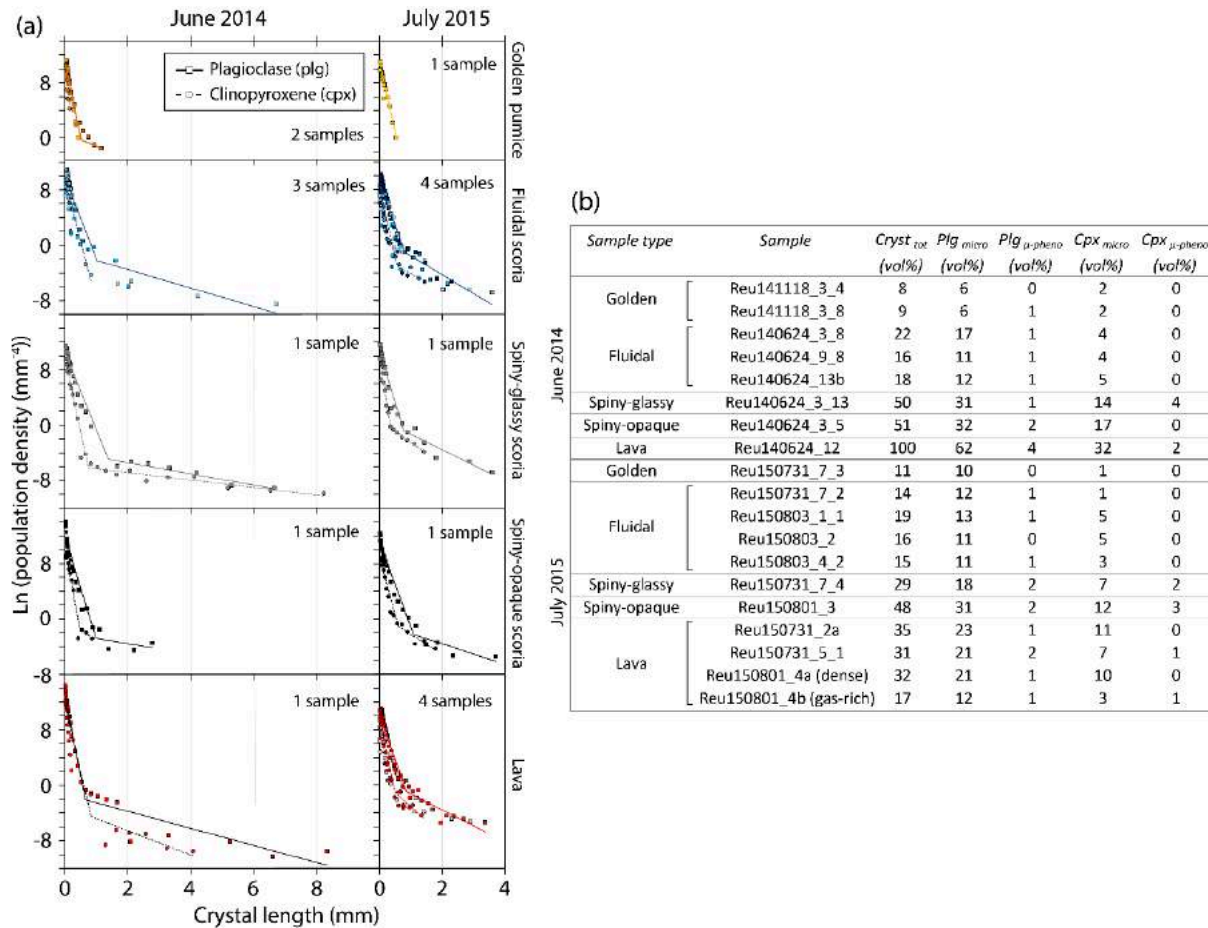 (a)
June 2014
July 2015
Plagioclase (plg)
Clinopyroxene (cpx)
2 samples
1 sample
Golden pumice
3 samples
4 samples
Fluidal scoria
1 sample
1 sample
Spiny-glassy scoria
1 sample
1 sample
Spiny-opaque scoria
1 sample
4 samples
Lava
Ln (population density (mm⁻⁴))
8
0
8
0
-8
8
0
-8
8
0
-8
8
0
-8
0 2 4 6 8 0 2 4
Crystal length (mm)
(b)
Sample type Sample Cryst tot Plg micro Plg μ-pheno Cpx micro Cpx μ-pheno
(vol%) (vol%) (vol%) (vol%) (vol%)
June 2014
Golden
Reu141118_3_4 8 6 0 2 0
Reu141118_3_8 9 6 1 2 0
Fluidal
Reu140624_3_8 22 17 1 4 0
Reu140624_9_8 16 11 1 4 0
Reu140624_13b 18 12 1 5 0
Spiny-glassy Reu140624_3_13 50 31 1 14 4
Spiny-opaque Reu140624_3_5 51 32 2 17 0
Lava Reu140624_12 100 62 4 32 2
July 2015
Golden Reu150731_7_3 11 10 0 1 0
Fluidal
Reu150731_7_2 14 12 1 1 0
Reu150803_1_1 19 13 1 5 0
Reu150803_2 16 11 0 5 0
Reu150803_4_2 15 11 1 3 0
Spiny-glassy Reu150731_7_4 29 18 2 7 2
Spiny-opaque Reu150801_3 48 31 2 12 3
Lava
Reu150731_2a 35 23 1 11 0
Reu150731_5_1 31 21 2 7 1
Reu150801_4a (dense) 32 21 1 10 0
Reu150801_4b (gas-rich) 17 12 1 3 1